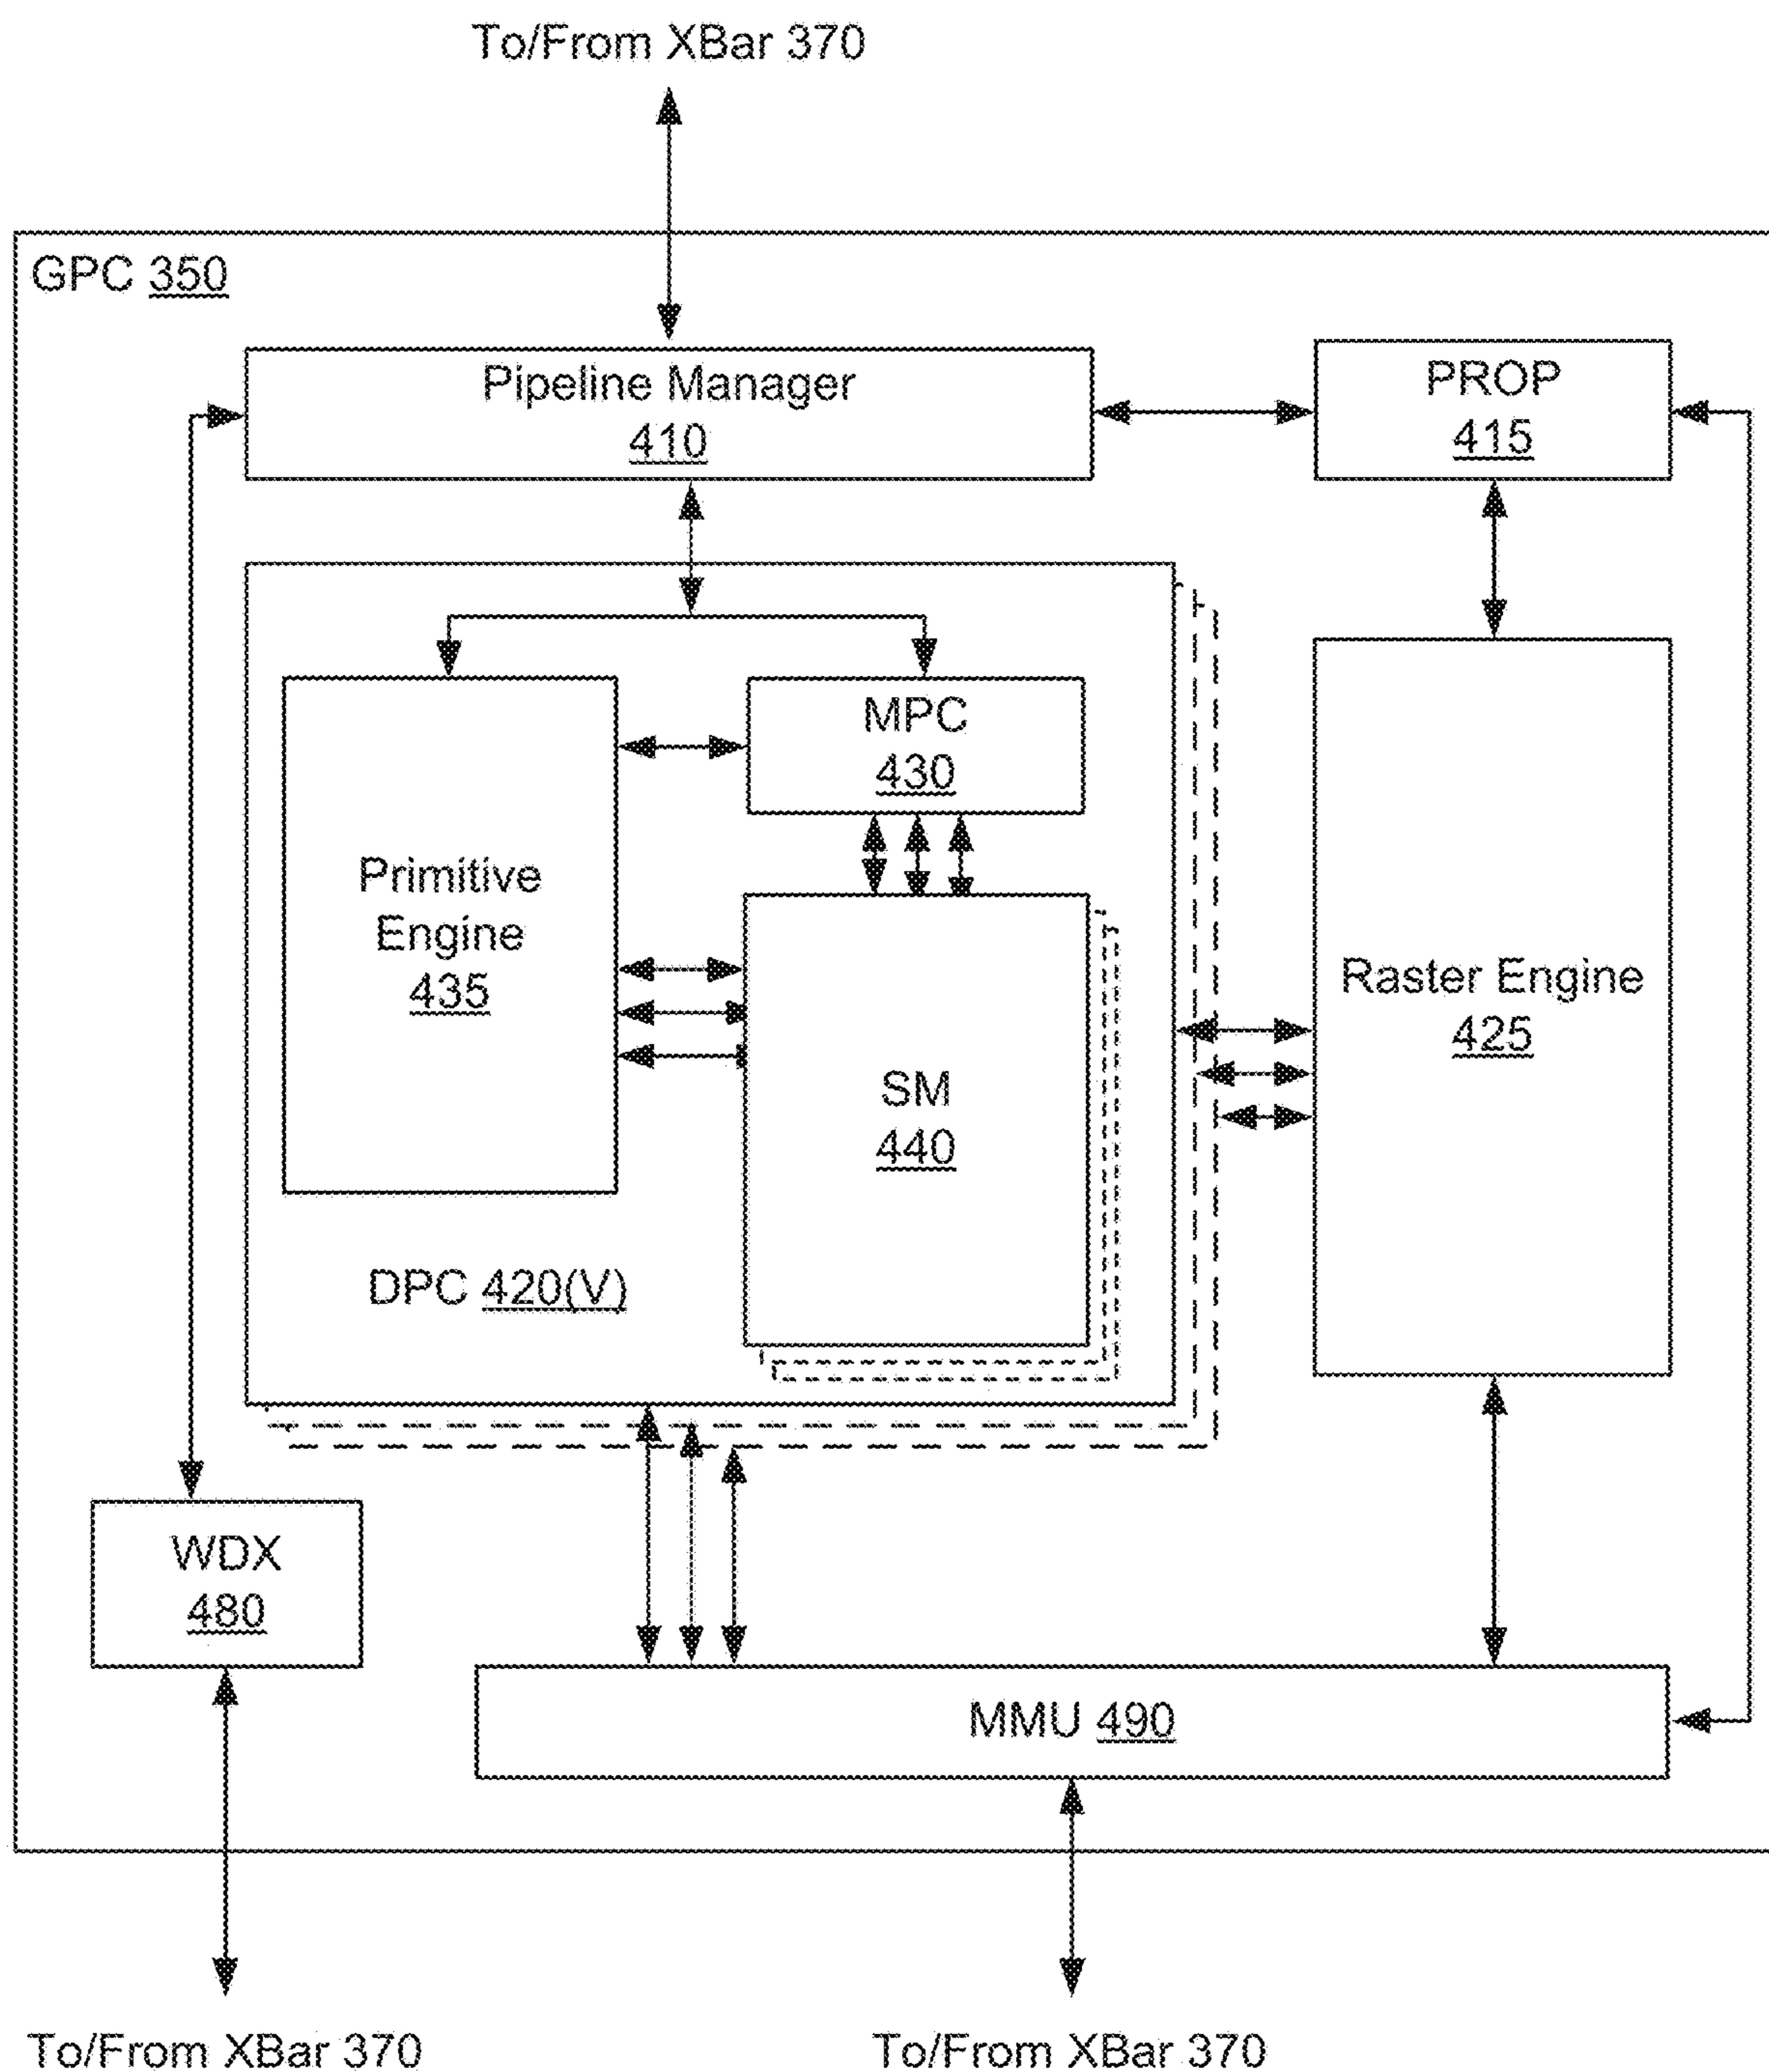 To/From XBar 370
GPC 350
Pipeline Manager
410
PROP
415
MPC
430
Primitive
Engine
435
Raster Engine
425
SM
440
DPC 420(V)
WDX
480
MMU 490
To/From XBar 370
To/From XBar 370